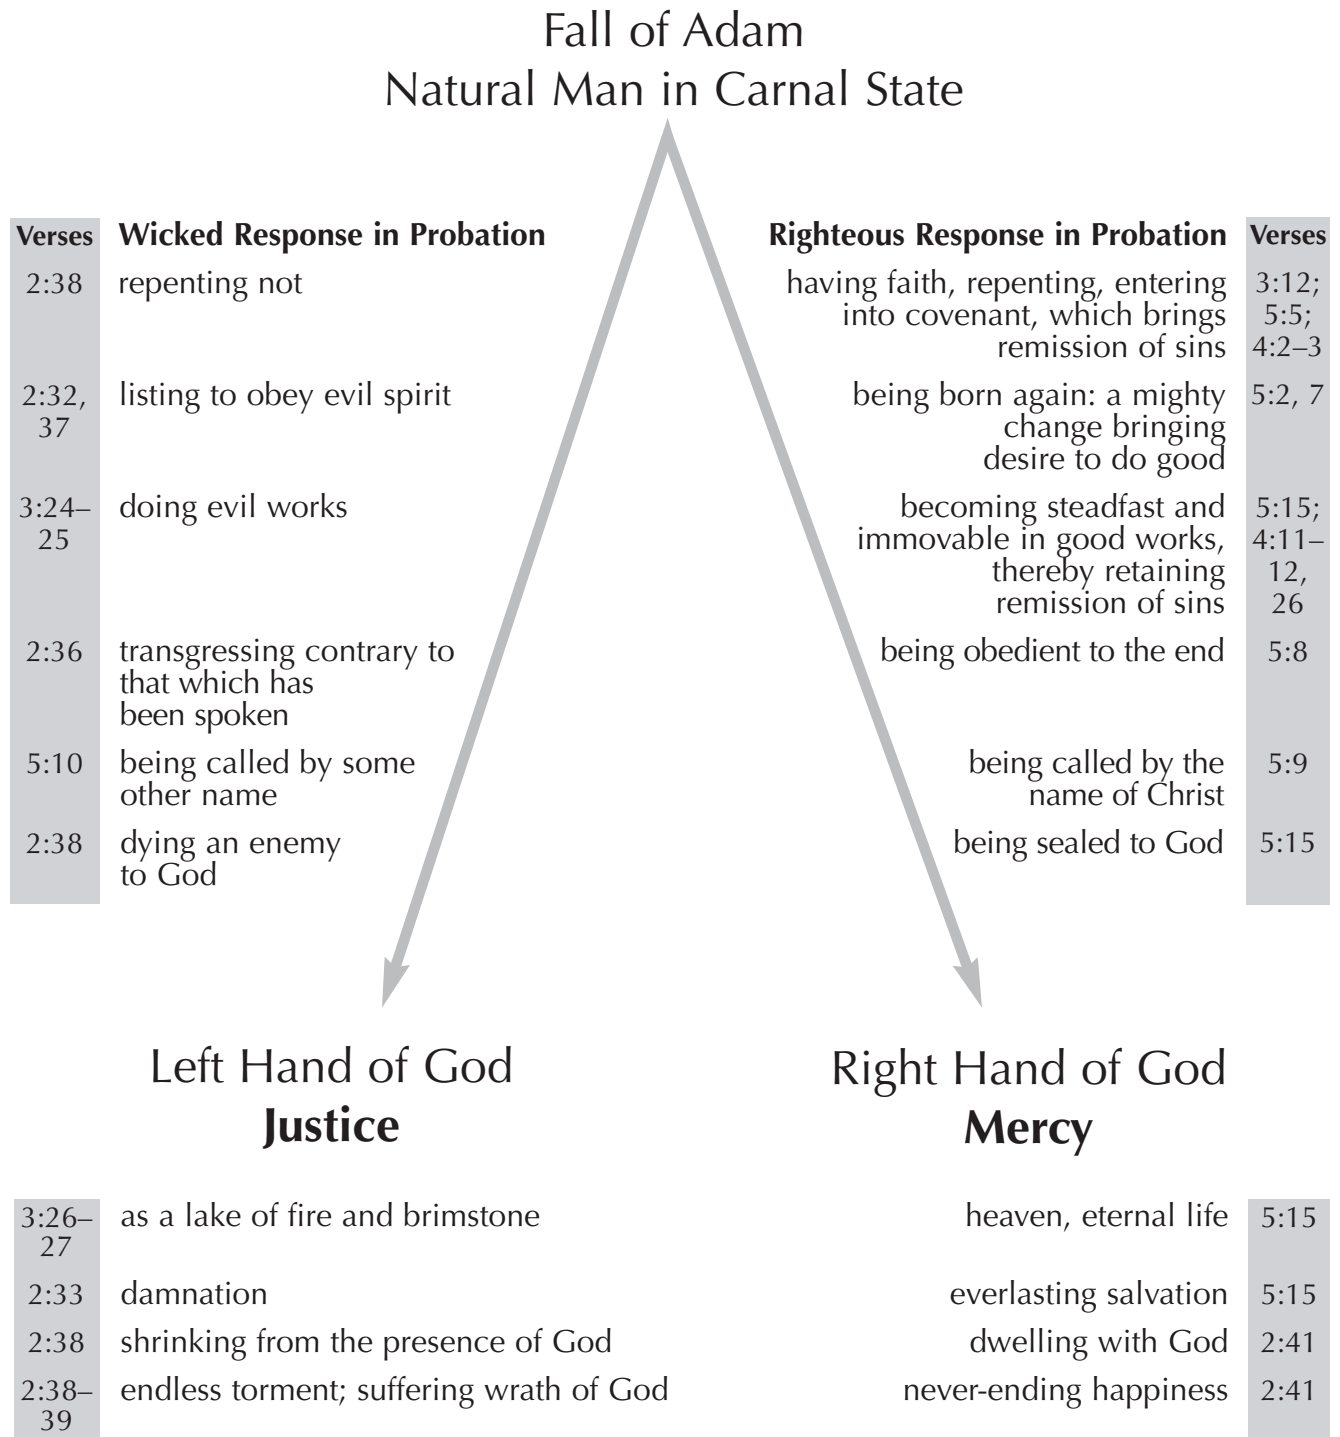 Fall of Adam
Natural Man in Carnal State
Verses Wicked Response in Probation
2:38 repenting not
2:32, listing to obey evil spirit
37
3:24– doing evil works
25
2:36 transgressing contrary to
that which has
been spoken
5:10 being called by some
other name
2:38 dying an enemy
to God
Righteous Response in Probation Verses
having faith, repenting, entering 3:12;
into covenant, which brings 5:5;
remission of sins 4:2–3
being born again: a mighty 5:2, 7
change bringing
desire to do good
becoming steadfast and 5:15;
immovable in good works, 4:11–
thereby retaining 12,
remission of sins 26
being obedient to the end 5:8
being called by the 5:9
name of Christ
being sealed to God 5:15
Left Hand of God
Justice
3:26– as a lake of fire and brimstone
27
2:33 damnation
2:38 shrinking from the presence of God
2:38– endless torment; suffering wrath of God
39
Right Hand of God
Mercy
heaven, eternal life 5:15
everlasting salvation 5:15
dwelling with God 2:41
never-ending happiness 2:41